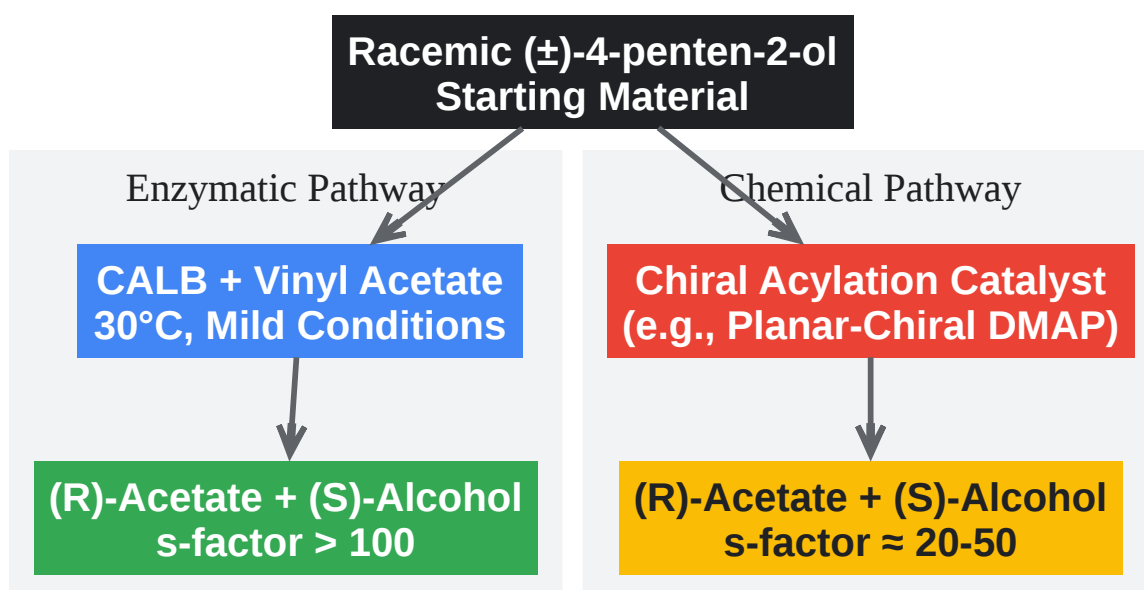 Racemic (±)-4-penten-2-ol
Starting Material
Enzymatic Pathway
CALB + Vinyl Acetate
30°C, Mild Conditions
(R)-Acetate + (S)-Alcohol
s-factor > 100
Chemical Pathway
Chiral Acylation Catalyst
(e.g., Planar-Chiral DMAP)
(R)-Acetate + (S)-Alcohol
s-factor ≈ 20-50